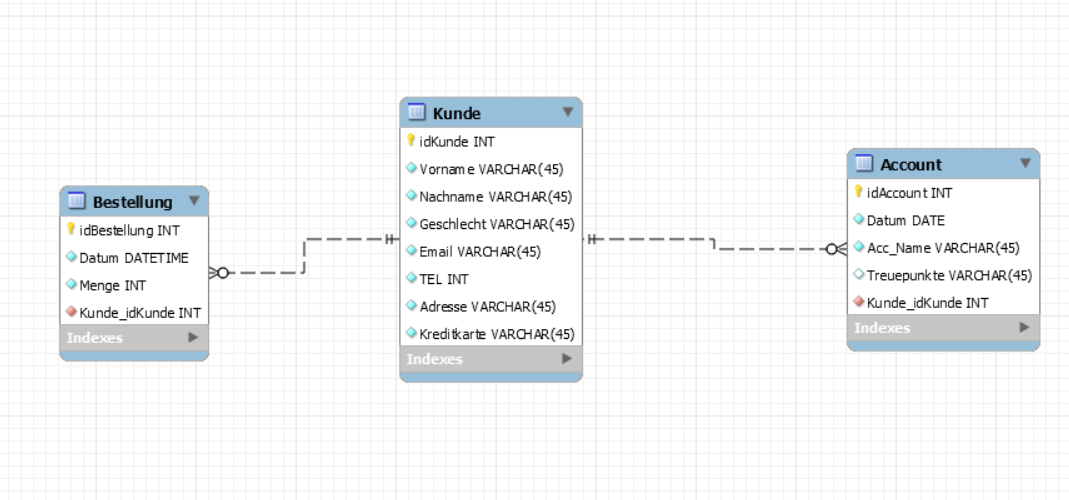 Bestellung
idBestellung INT
Datum DATETIME
Menge INT
Kunde_idKunde INT
Indexes
Kunde
idKunde INT
Vorname VARCHAR(45)
Nachname VARCHAR(45)
Geschlecht VARCHAR(45)
Email VARCHAR(45)
TEL INT
Adresse VARCHAR(45)
Kreditkarte VARCHAR(45)
Indexes
Account
idAccount INT
Datum DATE
Acc_Name VARCHAR(45)
Treuepunkte VARCHAR(45)
Kunde_idKunde INT
Indexes